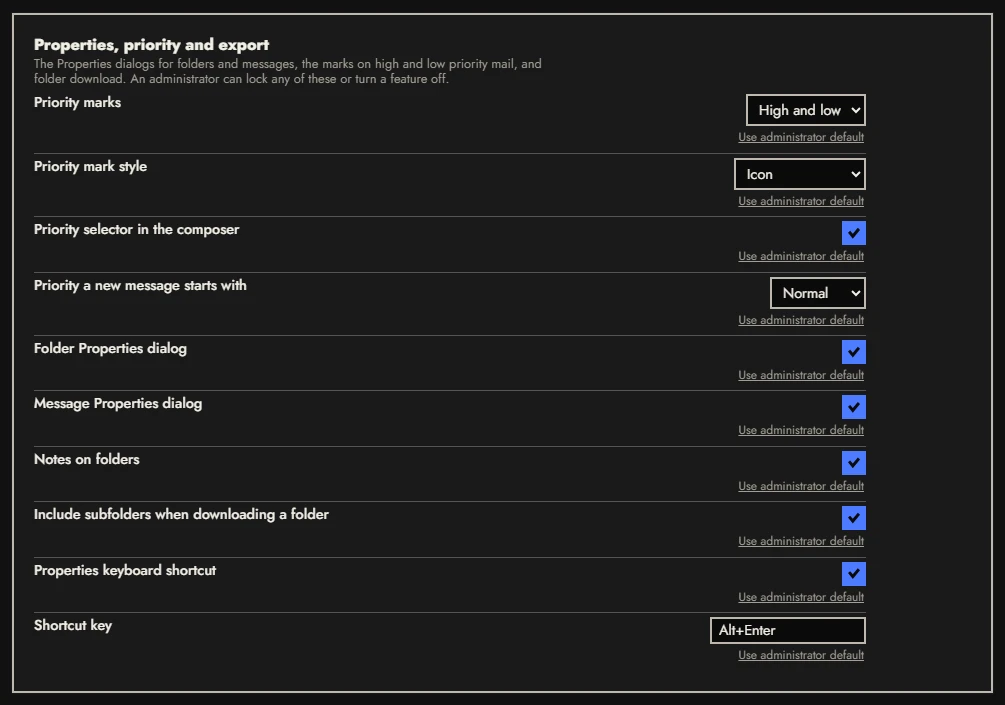 Properties, priority and export
The Properties dialogs for folders and messages, the marks on high and low priority mail, and
folder download. An administrator can lock any of these or turn a feature off.
Priority marks
High and low
Use administrator default
Priority mark style
Icon
Use administrator default
Priority selector in the composer
Use administrator default
Priority a new message starts with
Normal
Use administrator default
Folder Properties dialog
Use administrator default
Message Properties dialog
Use administrator default
Notes on folders
Use administrator default
Include subfolders when downloading a folder
Use administrator default
Properties keyboard shortcut
Use administrator default
Shortcut key
Alt+Enter
Use administrator default